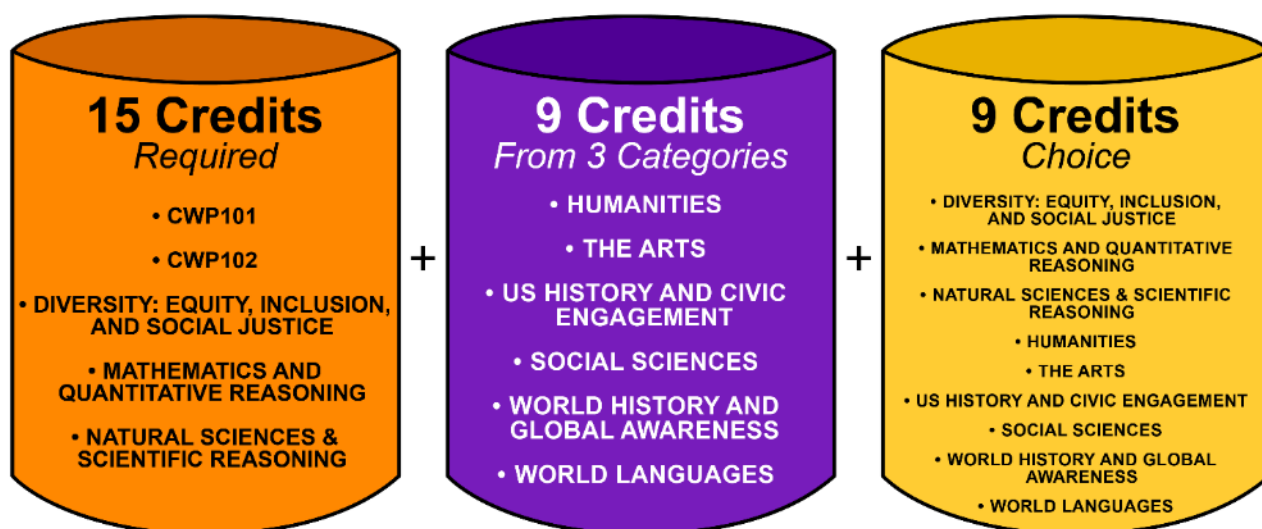 15 Credits
Required
• CWP101
• CWP102
• DIVERSITY: EQUITY, INCLUSION,
AND SOCIAL JUSTICE
• MATHEMATICS AND
QUANTITATIVE REASONING
• NATURAL SCIENCES &
SCIENTIFIC REASONING
+
9 Credits
From 3 Categories
• HUMANITIES
• THE ARTS
• US HISTORY AND CIVIC
ENGAGEMENT
• SOCIAL SCIENCES
• WORLD HISTORY AND
GLOBAL AWARENESS
• WORLD LANGUAGES
+
9 Credits
Choice
• DIVERSITY: EQUITY, INCLUSION,
AND SOCIAL JUSTICE
• MATHEMATICS AND QUANTITATIVE
REASONING
• NATURAL SCIENCES & SCIENTIFIC
REASONING
• HUMANITIES
• THE ARTS
• US HISTORY AND CIVIC ENGAGEMENT
• SOCIAL SCIENCES
• WORLD HISTORY AND GLOBAL
AWARENESS
• WORLD LANGUAGES